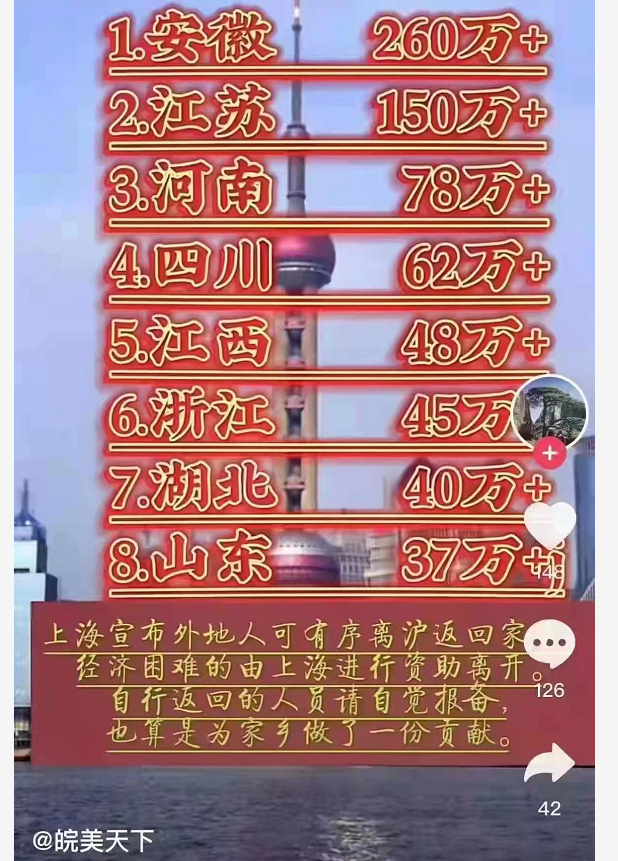 1.安徽 260万+
2.江苏 150万+
3.河南 78万+
4.四川 62万+
5.江西 48万+
6.浙江 45万
7.湖北 40万+
8.山东 37万+
148
上海宣布外地人可有序离沪返回家
经济困难的由上海进行资助离开。
126
自行返回的人员请自觉报备，
也算是为家乡做了一份贡献。
42
@皖美天下